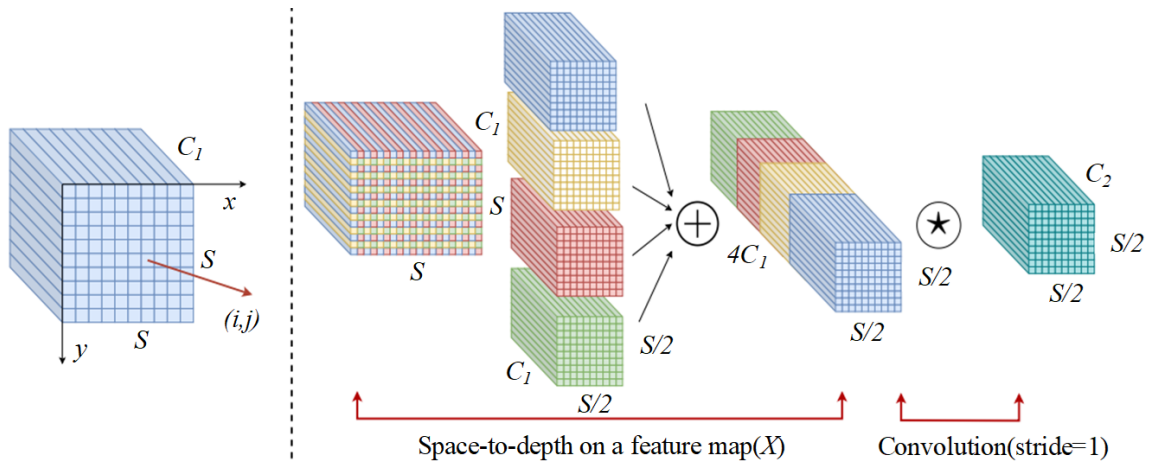 C₁
x
S
(i,j)
S
y
C₁
S
S
C₁
S/2
S/2
4C₁
S/2
S/2
C₂
S/2
S/2
Space-to-depth on a feature map(X)
Convolution(stride=1)